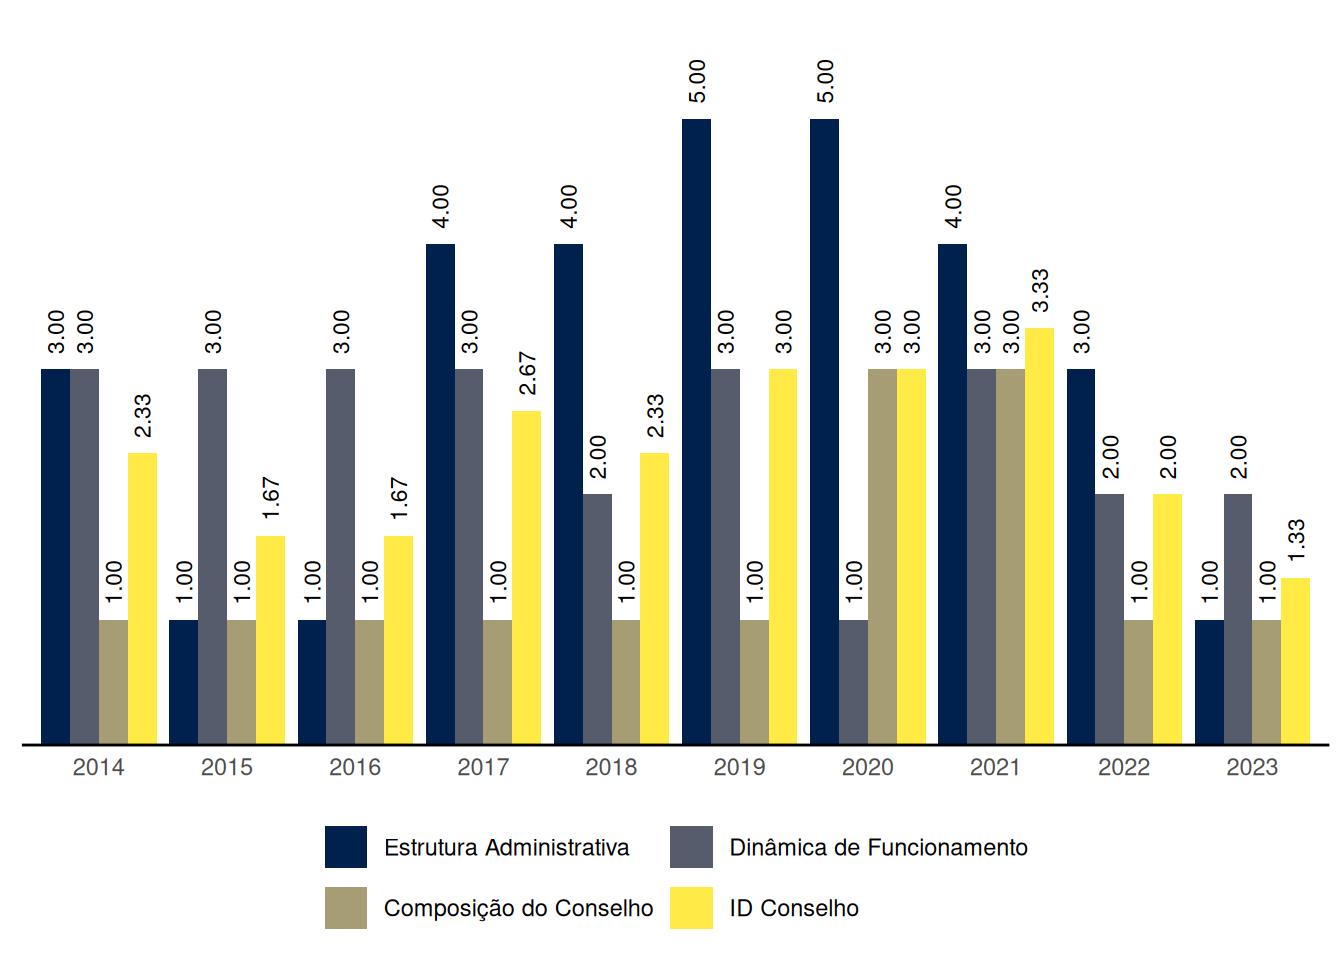 5.00 5.00
4.00 4.00 4.00
3.33
3.00 3.00 3.00 3.00 3.00 3.00 3.00 3.00 3.00 3.00 3.00
2.67
2.33 2.33
2.00 2.00 2.00 2.00
1.67 1.67
1.33
1.00 1.00 1.00 1.00 1.00 1.00 1.00 1.00 1.00 1.00 1.00 1.00
2014 2015 2016 2017 2018 2019 2020 2021 2022 2023
Estrutura Administrativa Dinâmica de Funcionamento
Composição do Conselho ID Conselho